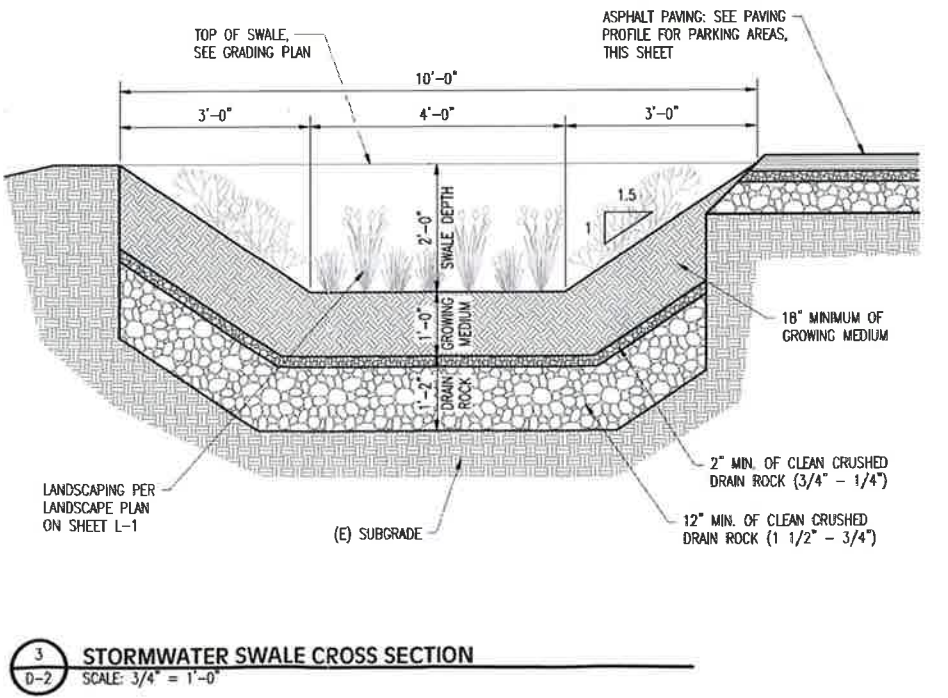 TOP OF SWALE,
SEE GRADING PLAN
ASPHALT PAVING: SEE PAVING
PROFILE FOR PARKING AREAS,
THIS SHEET
10'-0"
3'-0"
4'-0"
3'-0"
2'-0"
SWALE DEPTH
1.5
1
1'-0"
GROWING
MEDIUM
1'-2"
DRAIN
ROCK
18" MINIMUM OF
GROWING MEDIUM
2" MIN. OF CLEAN CRUSHED
DRAIN ROCK (3/4" - 1/4")
12" MIN. OF CLEAN CRUSHED
DRAIN ROCK (1 1/2" - 3/4")
LANDSCAPING PER
LANDSCAPE PLAN
ON SHEET L-1
(E) SUBGRADE
3
D-2
STORMWATER SWALE CROSS SECTION
SCALE: 3/4" = 1'-0"